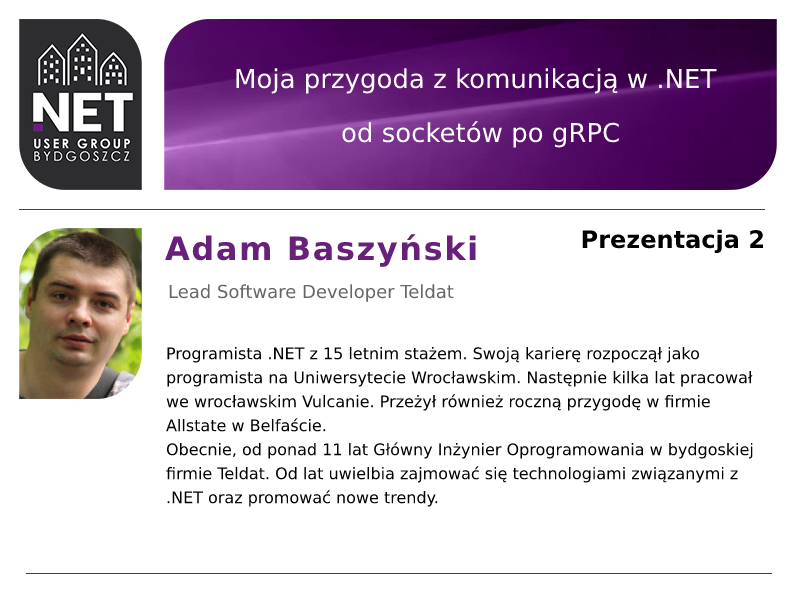 Moja przygoda z komunikacją w .NET
od socketów po gRPC
.NET
USER GROUP
BYDGOSZCZ
Adam Baszyński
Prezentacja 2
Lead Software Developer Teldat
Programista .NET z 15 letnim stażem. Swoją karierę rozpoczął jako
programista na Uniwersytecie Wrocławskim. Następnie kilka lat pracował
we wrocławskim Vulcanie. Przeżył również roczną przygodę w firmie
Allstate w Belfaście.
Obecnie, od ponad 11 lat Główny Inżynier Oprogramowania w bydgoskiej
firmie Teldat. Od lat uwielbia zajmować się technologiami związanymi z
.NET oraz promować nowe trendy.